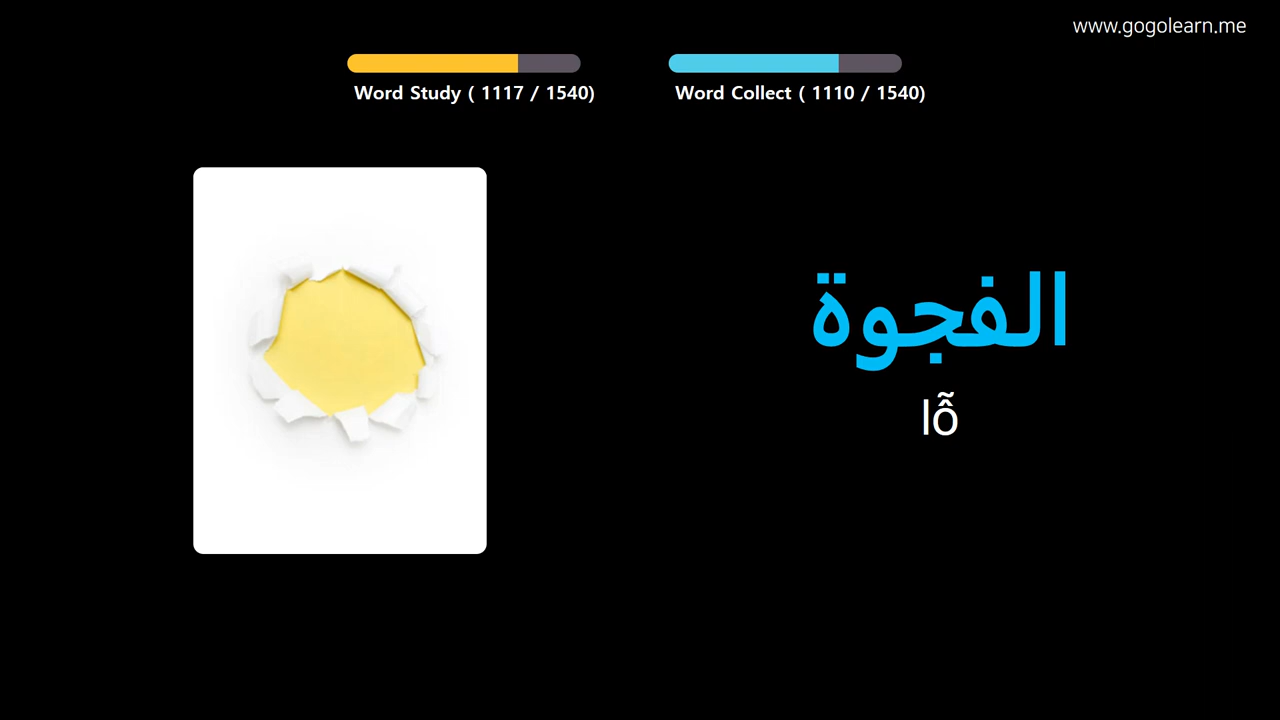 www.gogolearn.me
Word Study ( 1117 / 1540)
Word Collect ( 1110 / 1540)
الفجوة
lỗ